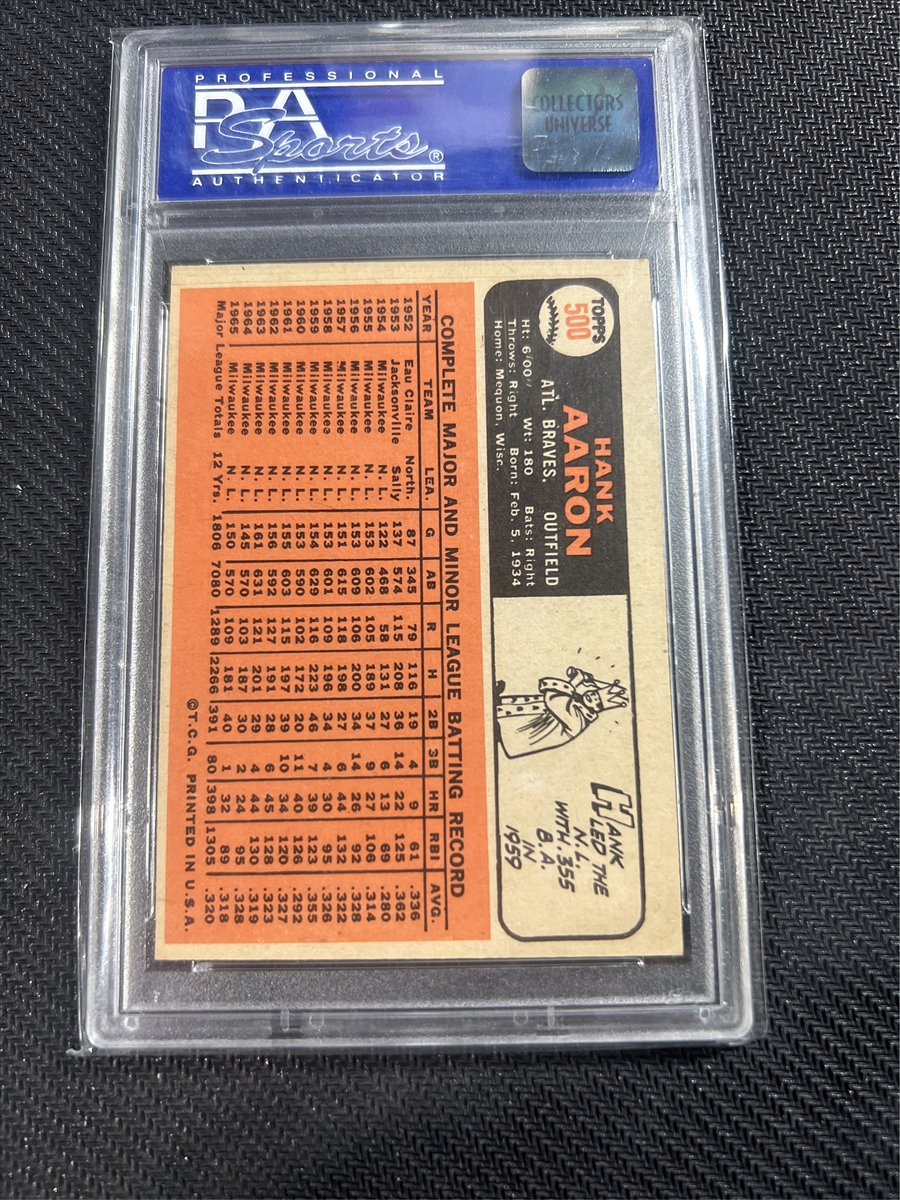 PROFESSIONAL
PA
Sports®
AUTHENTICATOR
COLLECTORS
UNIVERSE
TOPPS
500
HANK
AARON
ATL. BRAVES. OUTFIELD
Ht: 6'00" Wt: 180 Bats: Right
Throws: Right Born: Feb. 5, 1934
Home: Mequon, Wisc.
HANK
LED THE
N.L.
WITH .355
B.A.
IN
1959
COMPLETE MAJOR AND MINOR LEAGUE BATTING RECORD
YEAR TEAM LEA. G AB R H 2B 3B HR RBI AVG.
1952 Eau Claire North. 87 345 79 116 19 4 9 61 .336
1953 Jacksonville Sally 137 574 115 208 36 14 22 125 .362
1954 Milwaukee N. L. 122 468 58 131 27 6 13 69 .280
1955 Milwaukee N. L. 153 602 105 189 37 9 27 106 .314
1956 Milwaukee N. L. 153 609 106 200 34 14 26 92 .328
1957 Milwaukee N. L. 151 615 118 198 27 6 44 132 .322
1958 Milwaukee N. L. 153 601 109 196 34 4 30 95 .326
1959 Milwaukee N. L. 154 629 116 223 46 7 39 123 .355
1960 Milwaukee N. L. 153 590 102 172 20 11 40 126 .292
1961 Milwaukee N. L. 155 603 115 197 39 10 34 120 .327
1962 Milwaukee N. L. 156 592 127 191 28 6 45 128 .323
1963 Milwaukee N. L. 161 631 121 201 29 4 44 130 .319
1964 Milwaukee N. L. 145 570 103 187 30 2 24 95 .328
1965 Milwaukee N. L. 150 570 109 181 40 1 32 89 .318
Major League Totals 12 Yrs. 1806 7080 1289 2266 391 80 398 1305 .320
©T.C.G. PRINTED IN U.S.A.